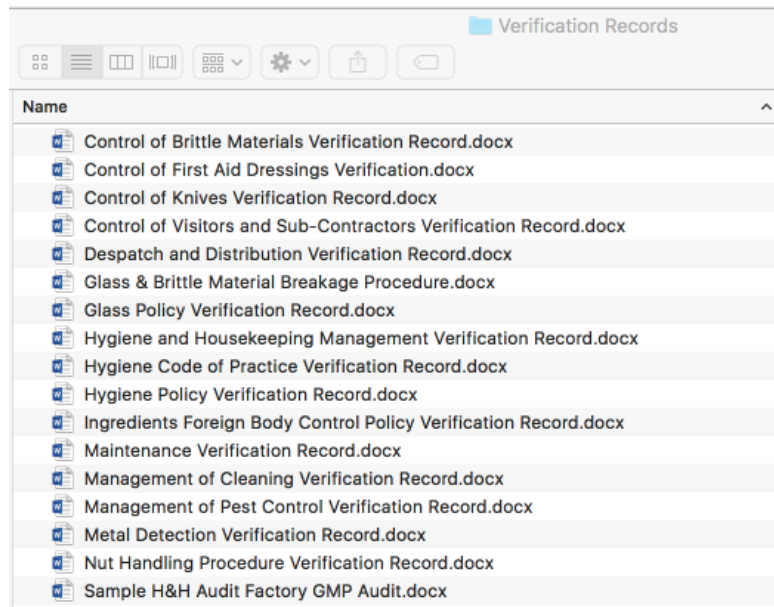 Verification Records
Name
Control of Brittle Materials Verification Record.docx
Control of First Aid Dressings Verification.docx
Control of Knives Verification Record.docx
Control of Visitors and Sub-Contractors Verification Record.docx
Despatch and Distribution Verification Record.docx
Glass & Brittle Material Breakage Procedure.docx
Glass Policy Verification Record.docx
Hygiene and Housekeeping Management Verification Record.docx
Hygiene Code of Practice Verification Record.docx
Hygiene Policy Verification Record.docx
Ingredients Foreign Body Control Policy Verification Record.docx
Maintenance Verification Record.docx
Management of Cleaning Verification Record.docx
Management of Pest Control Verification Record.docx
Metal Detection Verification Record.docx
Nut Handling Procedure Verification Record.docx
Sample H&H Audit Factory GMP Audit.docx